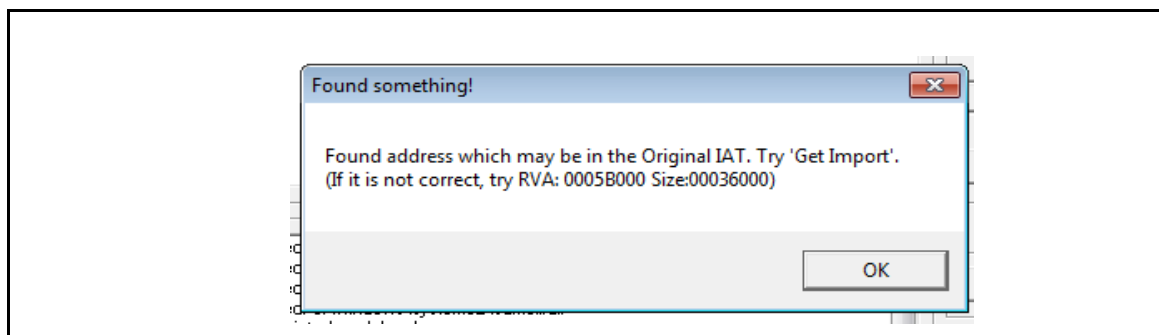 Found something!
Found address which may be in the Original IAT. Try 'Get Import'.
(If it is not correct, try RVA: 0005B000 Size:00036000)
OK